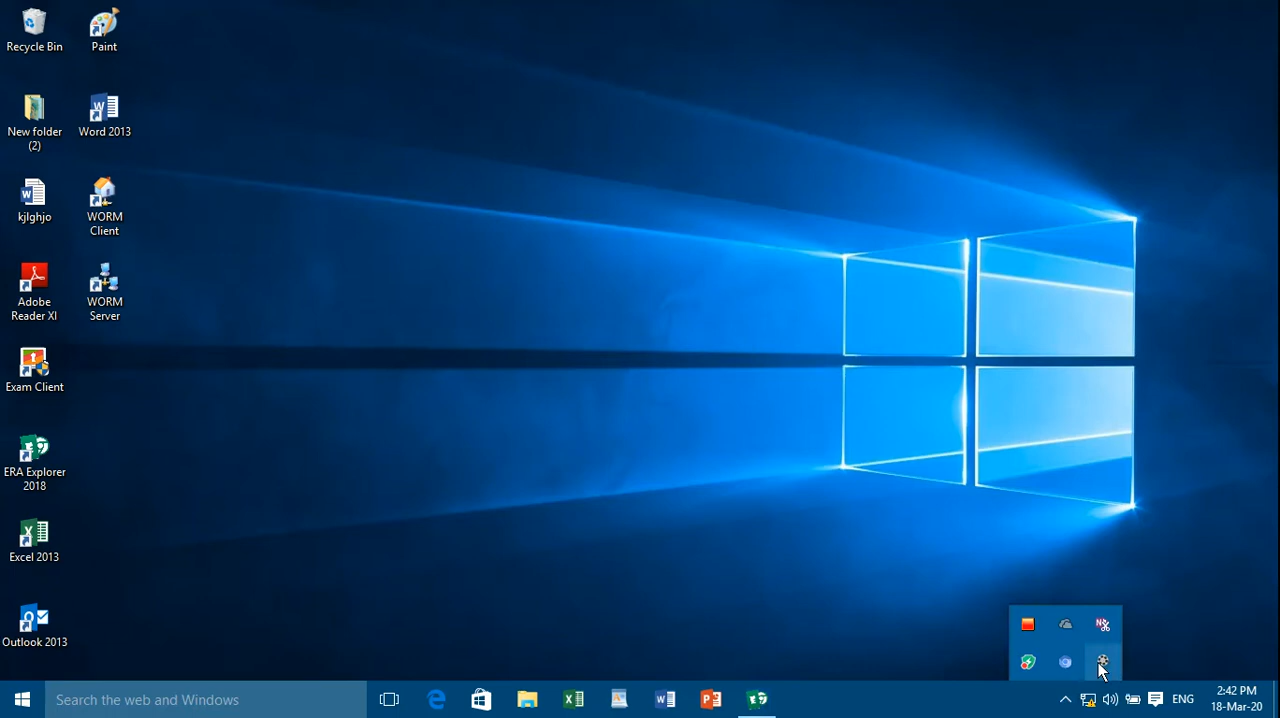 Recycle Bin
Paint
New folder
(2)
Word 2013
kjlghjo
WORM
Client
Adobe
Reader XI
WORM
Server
Exam Client
ERA Explorer
2018
Excel 2013
Outlook 2013
Search the web and Windows
ENG
2:42 PM
18-Mar-20